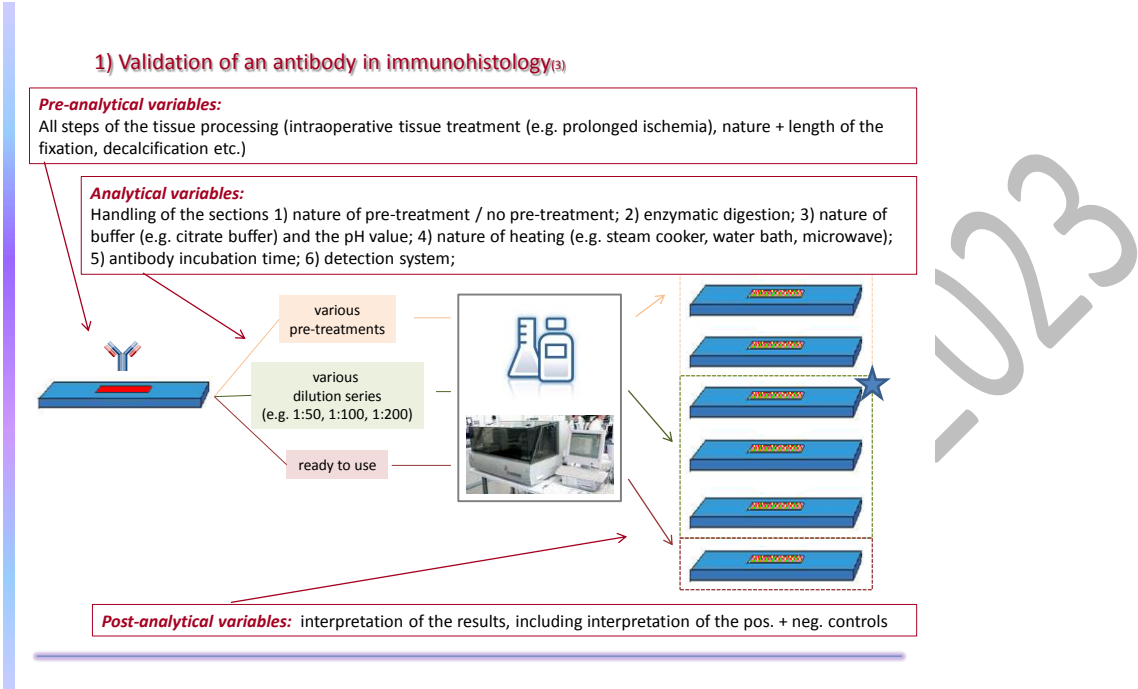 1) Validation of an antibody in immunohistology(3)
Pre-analytical variables:
All steps of the tissue processing (intraoperative tissue treatment (e.g. prolonged ischemia), nature + length of the
fixation, decalcification etc.)
Analytical variables:
Handling of the sections 1) nature of pre-treatment / no pre-treatment; 2) enzymatic digestion; 3) nature of
buffer (e.g. citrate buffer) and the pH value; 4) nature of heating (e.g. steam cooker, water bath, microwave);
5) antibody incubation time; 6) detection system;
various
pre-treatments
various
dilution series
(e.g. 1:50, 1:100, 1:200)
ready to use
Post-analytical variables: interpretation of the results, including interpretation of the pos. + neg. controls
023